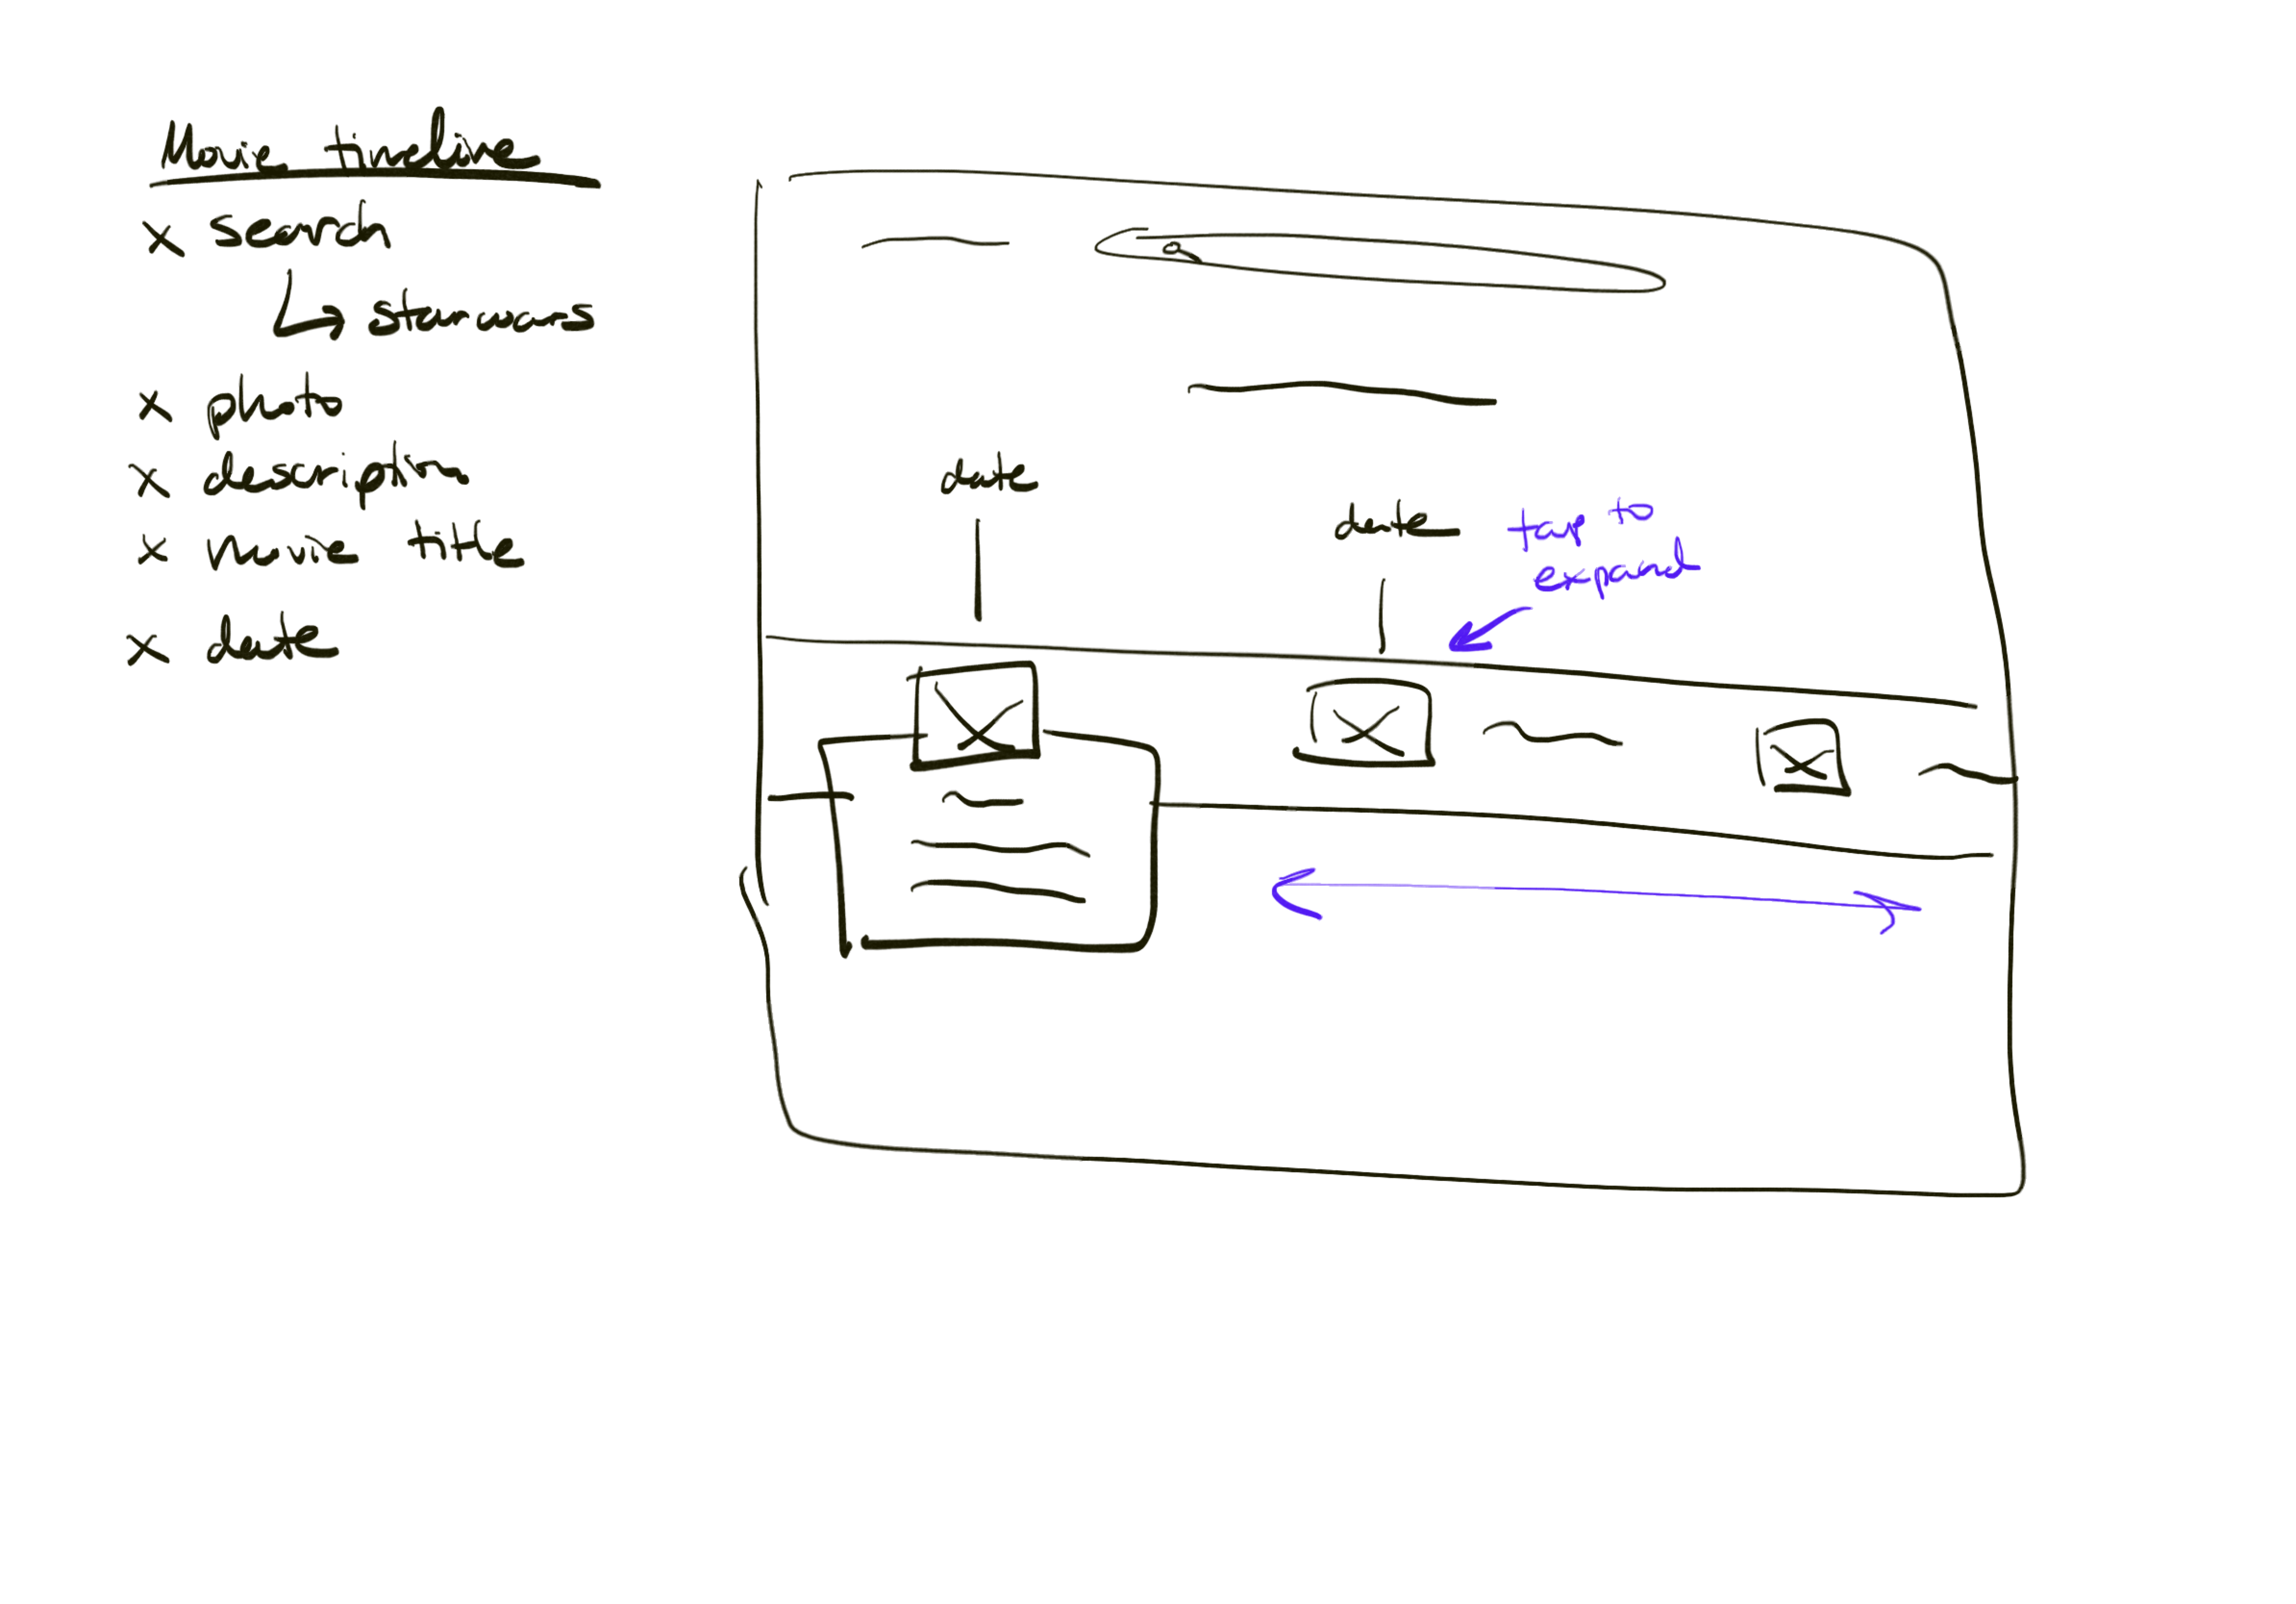 Movie timeline
x search
starwars
x photo
x description
x movie title
x date
date
date
tap to
expand